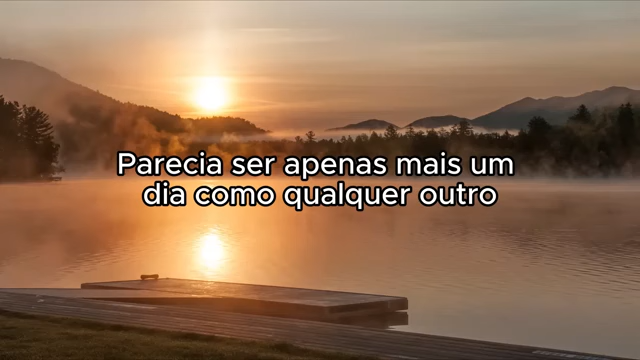 Parecia ser apenas mais um
dia como qualquer outro